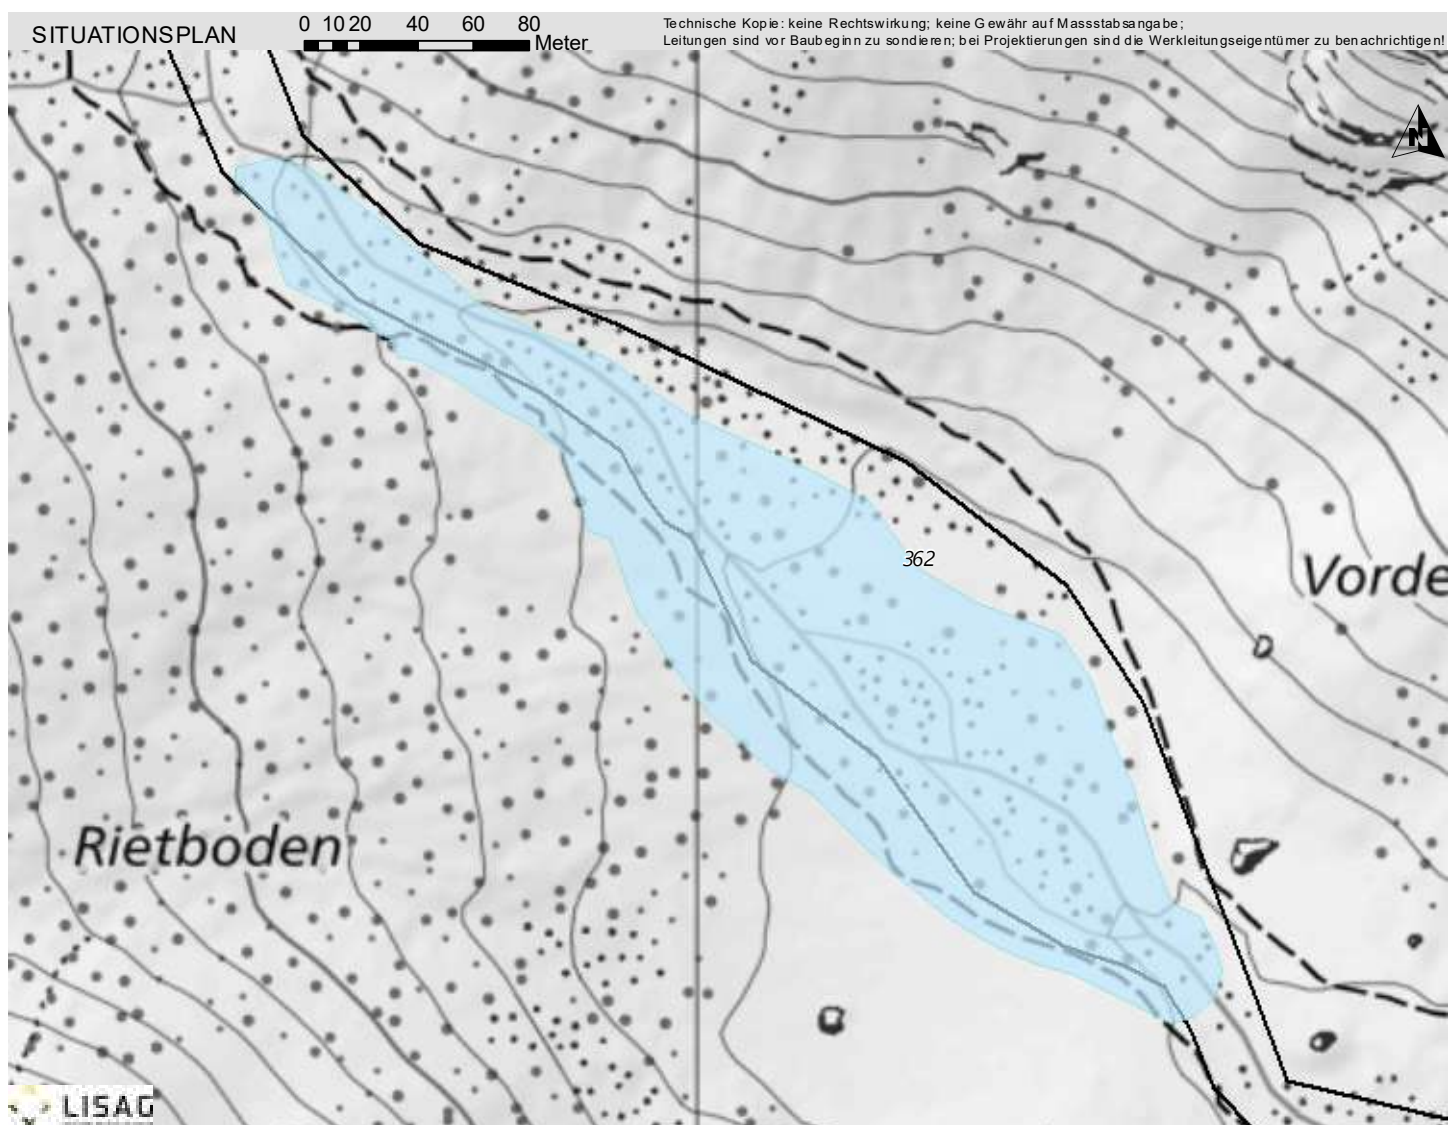 SITUATIONSPLAN
0 10 20 40 60 80
Meter
Technische Kopie: keine Rechtswirkung; keine Gewähr auf Massstabsangabe;
Leitungen sind vor Baubeginn zu sondieren; bei Projektierungen sind die Werkleitungseigentümer zu benachrichtigen!
N
362
Vorde
Rietboden
LISAG